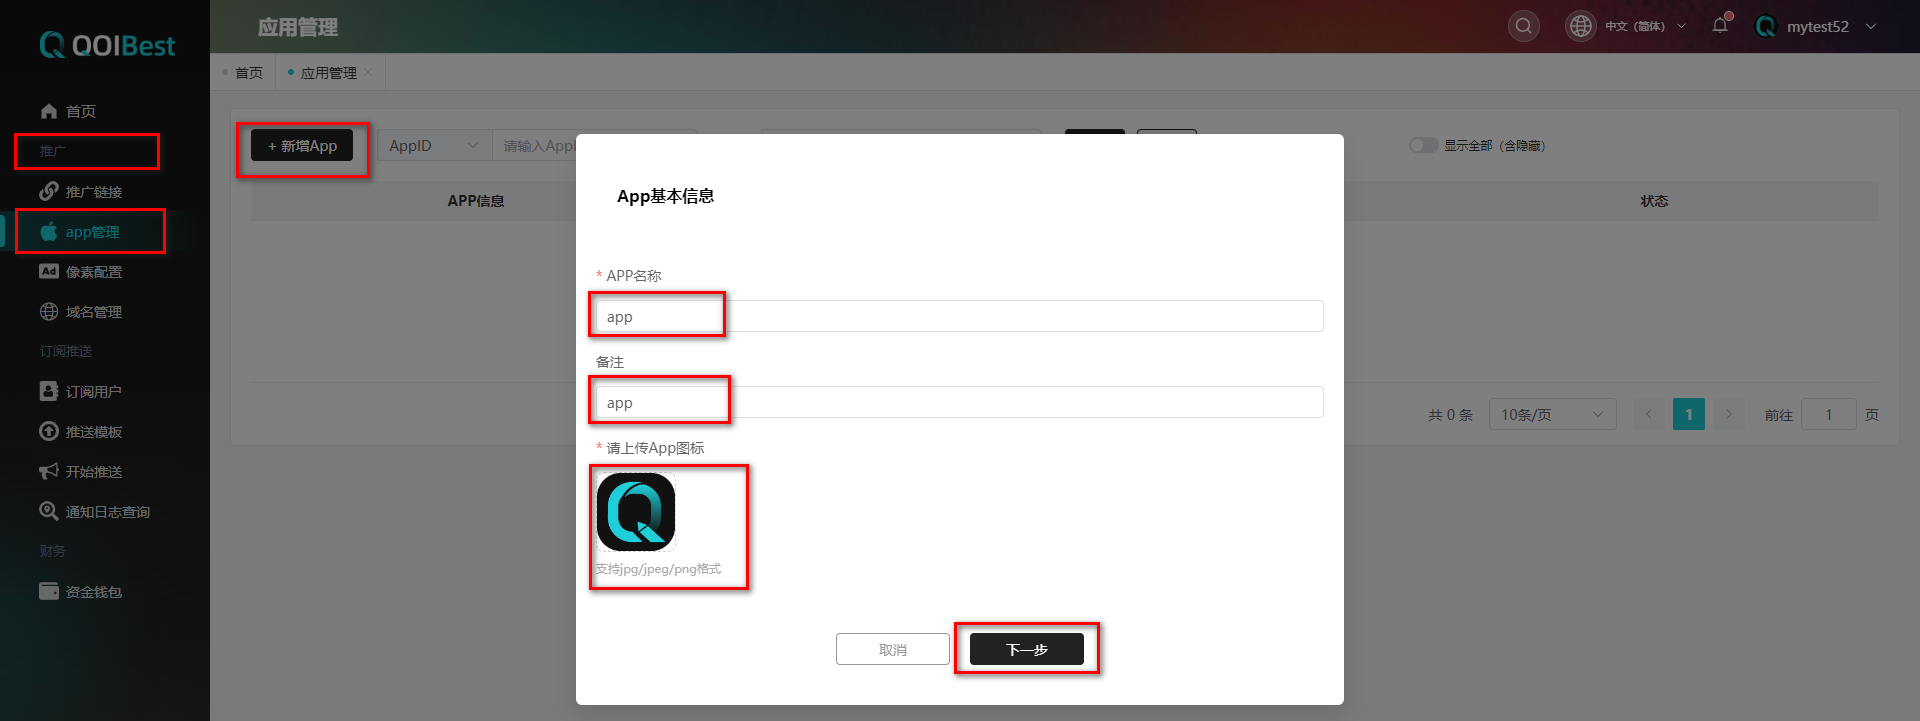 QOIBest
首页
推广
推广链接
app管理
Ad 像素配置
域名管理
订阅推送
订阅用户
推送模板
开始推送
通知日志查询
财务
资金钱包
应用管理
中文（简体）
mytest52
首页
应用管理
+ 新增App
AppID
请输入AppI
显示全部（含隐藏）
APP信息
状态
共 0 条
10条/页
1
前往
1
页
App基本信息
* APP名称
app
备注
app
* 请上传App图标
支持jpg/jpeg/png格式
取消
下一步